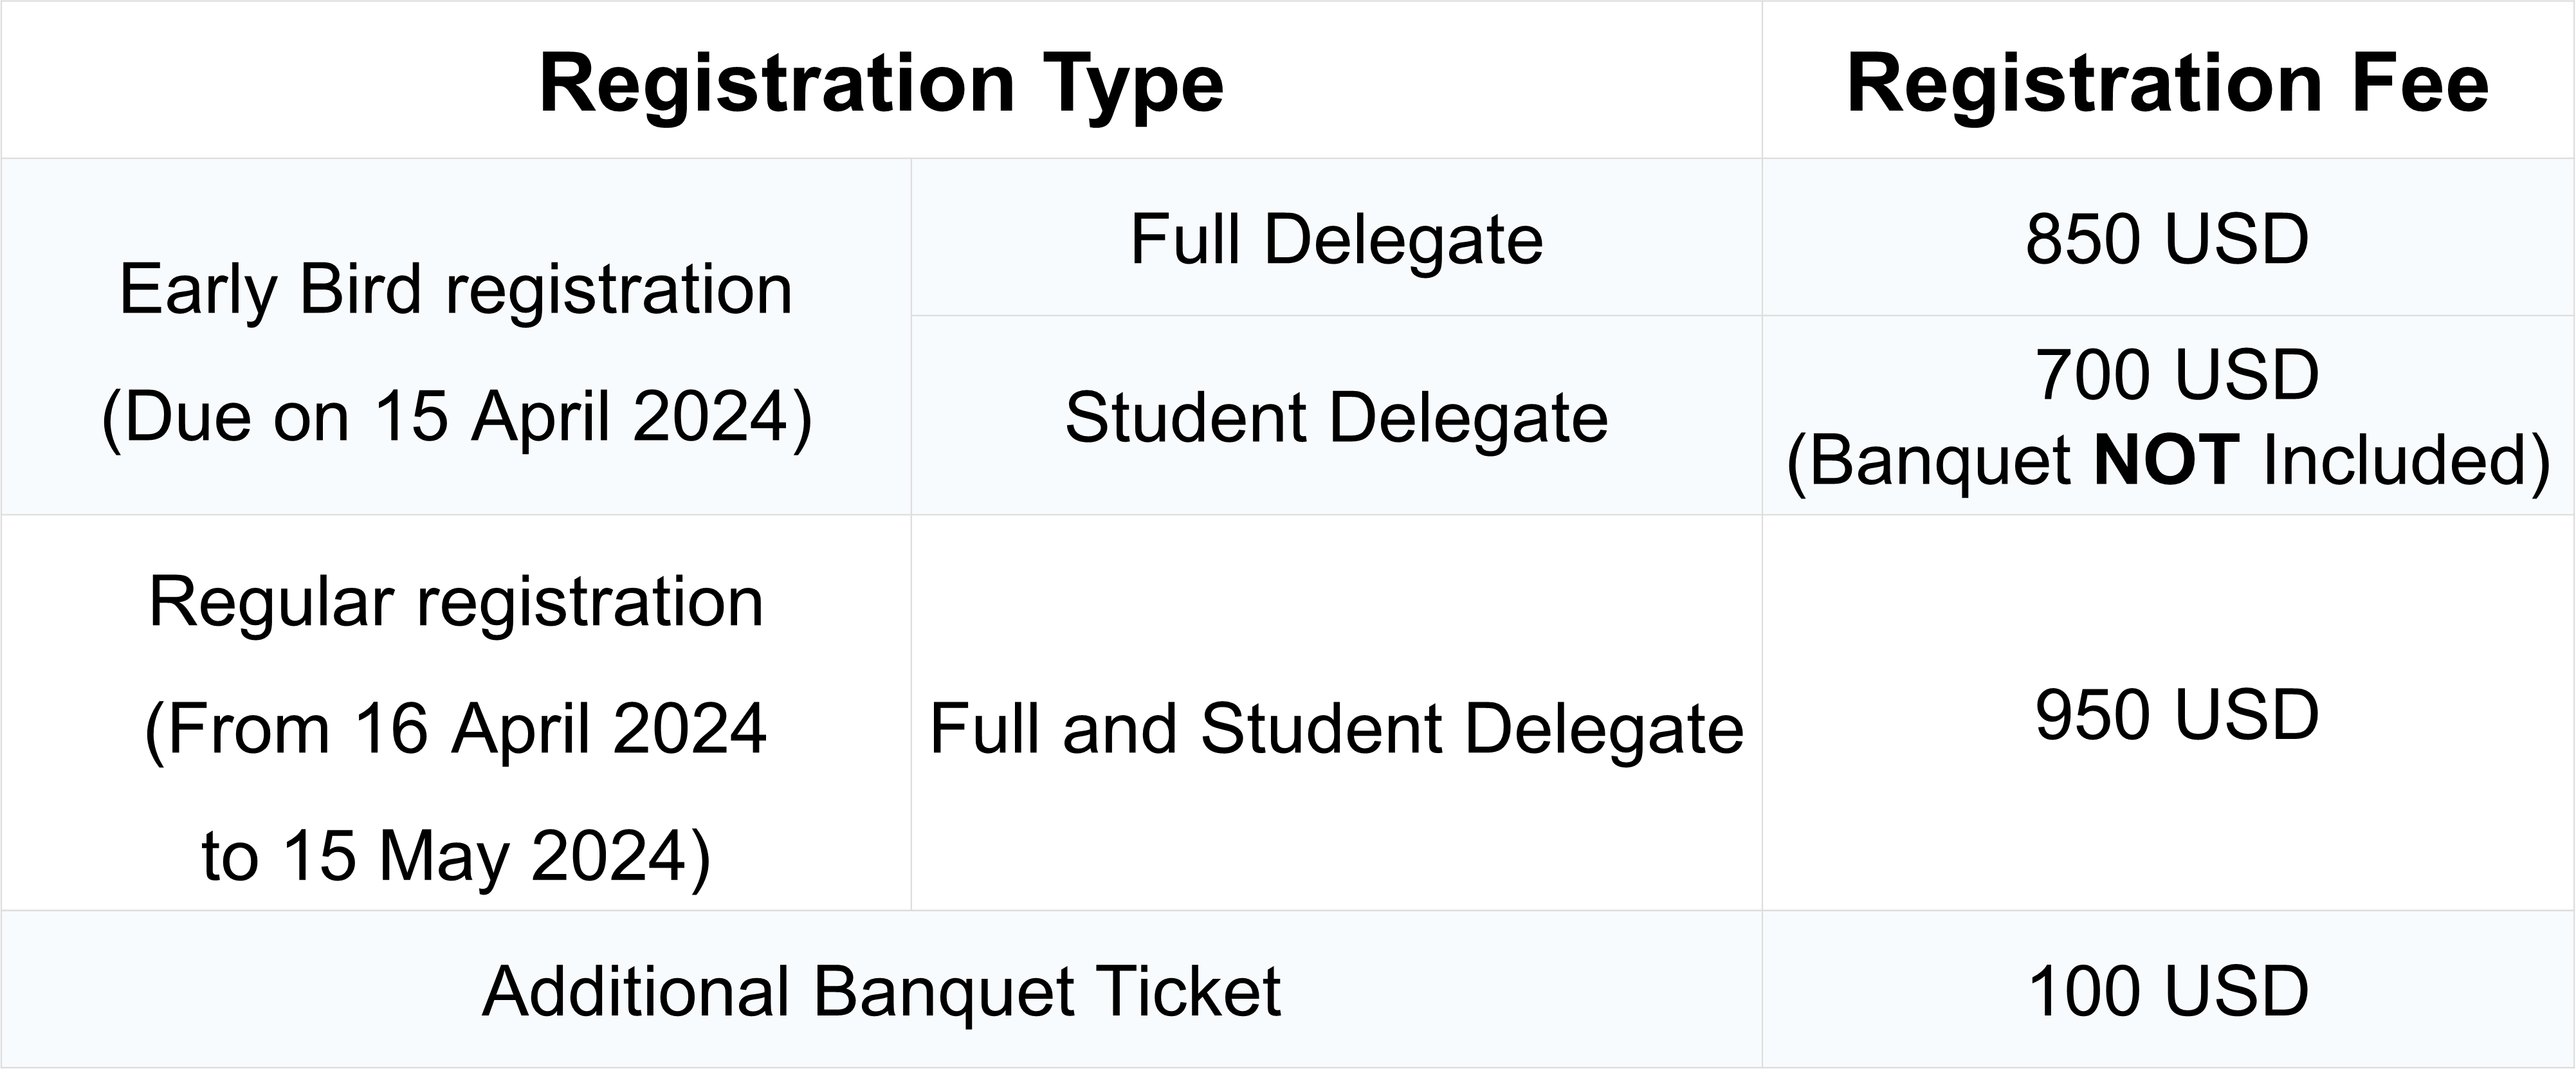 Registration Type
Registration Fee
Early Bird registration
(Due on 15 April 2024)
Full Delegate
850 USD
Student Delegate
700 USD
(Banquet NOT Included)
Regular registration
(From 16 April 2024
to 15 May 2024)
Full and Student Delegate
950 USD
Additional Banquet Ticket
100 USD